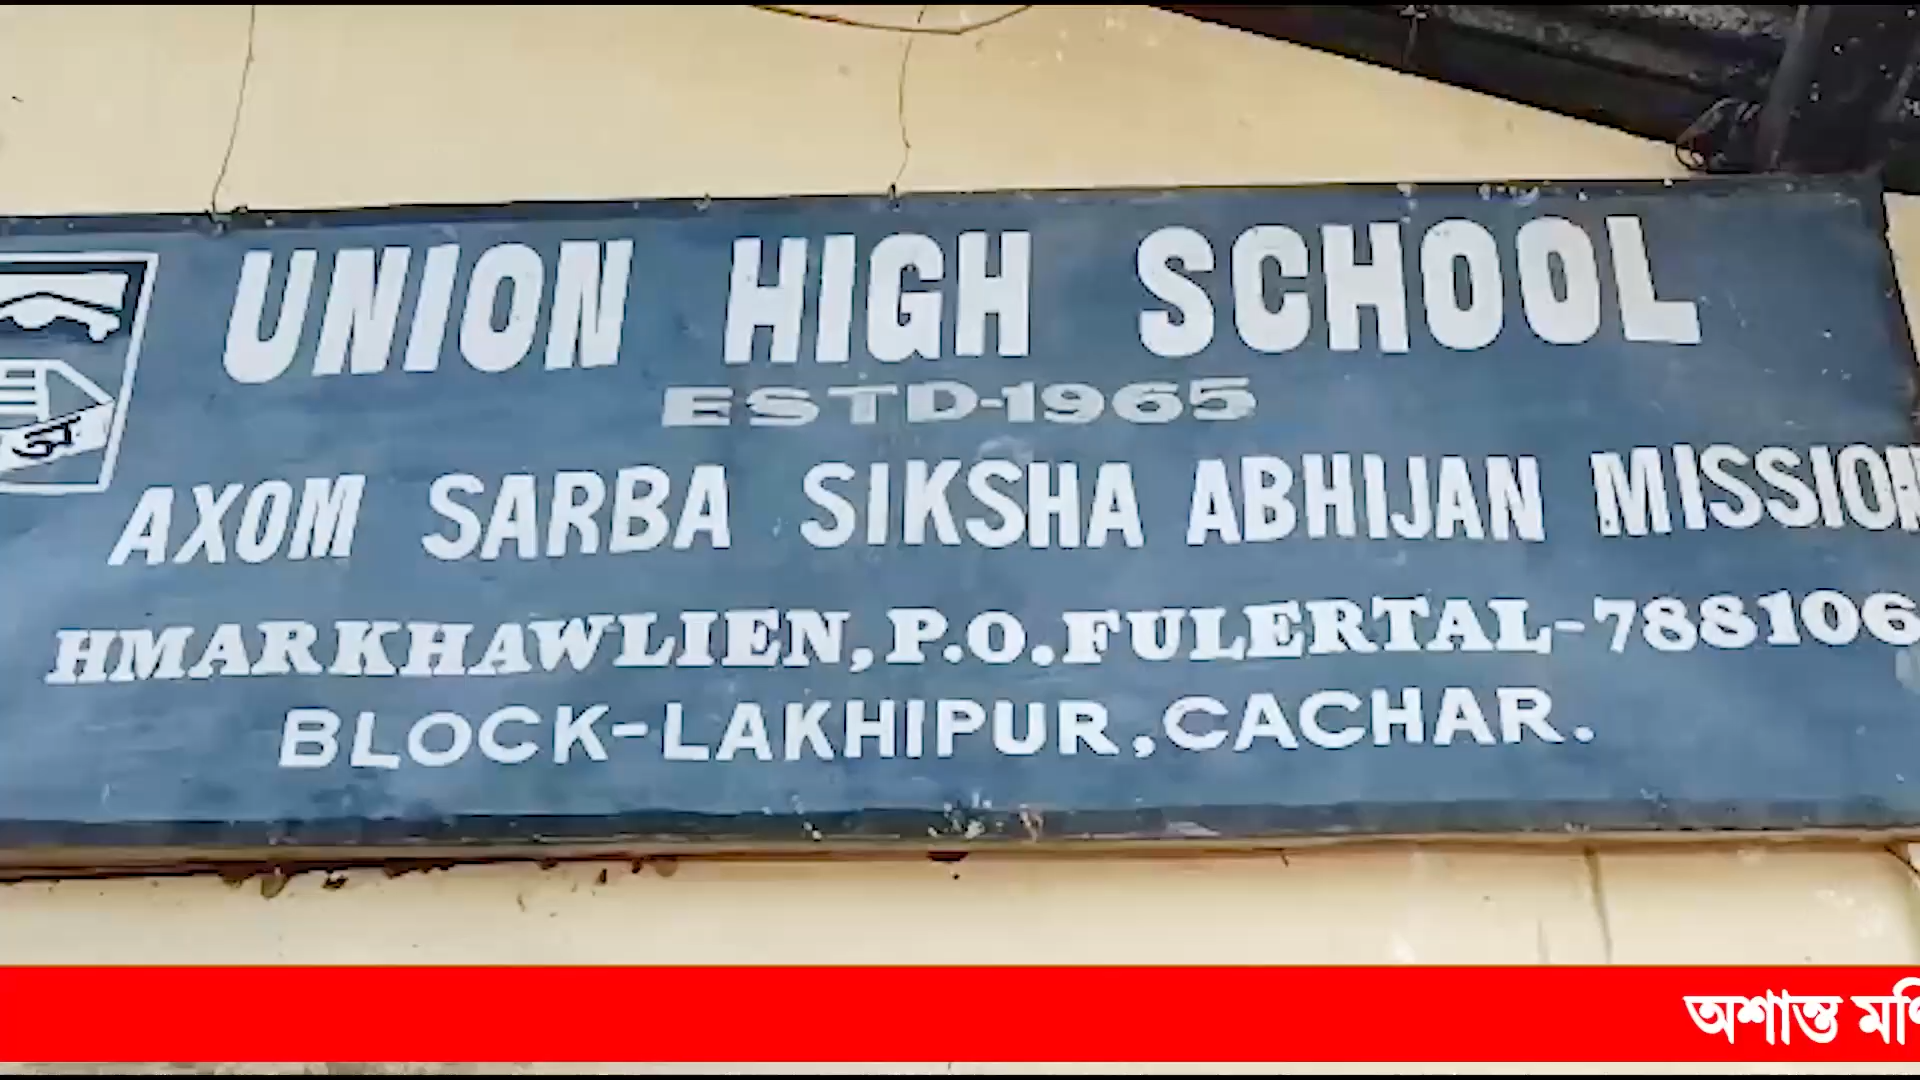 UNION HIGH SCHOOL
ESTD-1965
AXOM SARBA SIKSHA ABHIJAN MISSION
HMARKHAWLIEN, P.O. FULERTAL-788106
BLOCK-LAKHIPUR, CACHAR.
অশান্ত